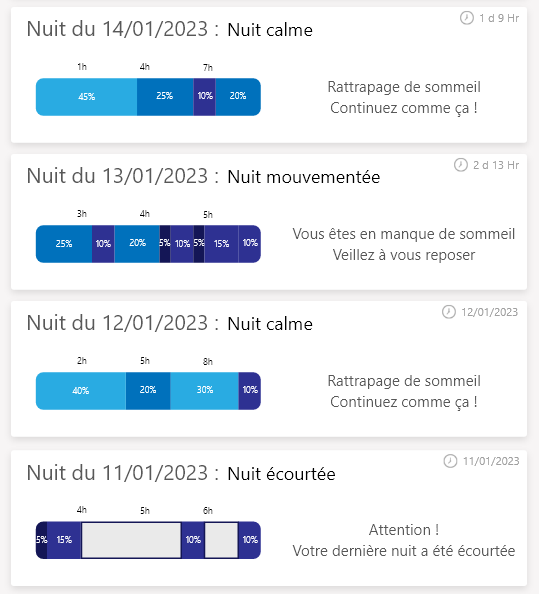 1 d 9 Hr
Nuit du 14/01/2023 : Nuit calme
1h 4h 7h
45% 25% 10% 20%
Rattrapage de sommeil
Continuez comme ça !
2 d 13 Hr
Nuit du 13/01/2023 : Nuit mouvementée
3h 4h 5h
25% 10% 20% 5% 10% 5% 15% 10%
Vous êtes en manque de sommeil
Veillez à vous reposer
12/01/2023
Nuit du 12/01/2023 : Nuit calme
2h 5h 8h
40% 20% 30% 10%
Rattrapage de sommeil
Continuez comme ça !
11/01/2023
Nuit du 11/01/2023 : Nuit écourtée
4h 5h 6h
5% 15% 10% 10%
Attention !
Votre dernière nuit a été écourtée